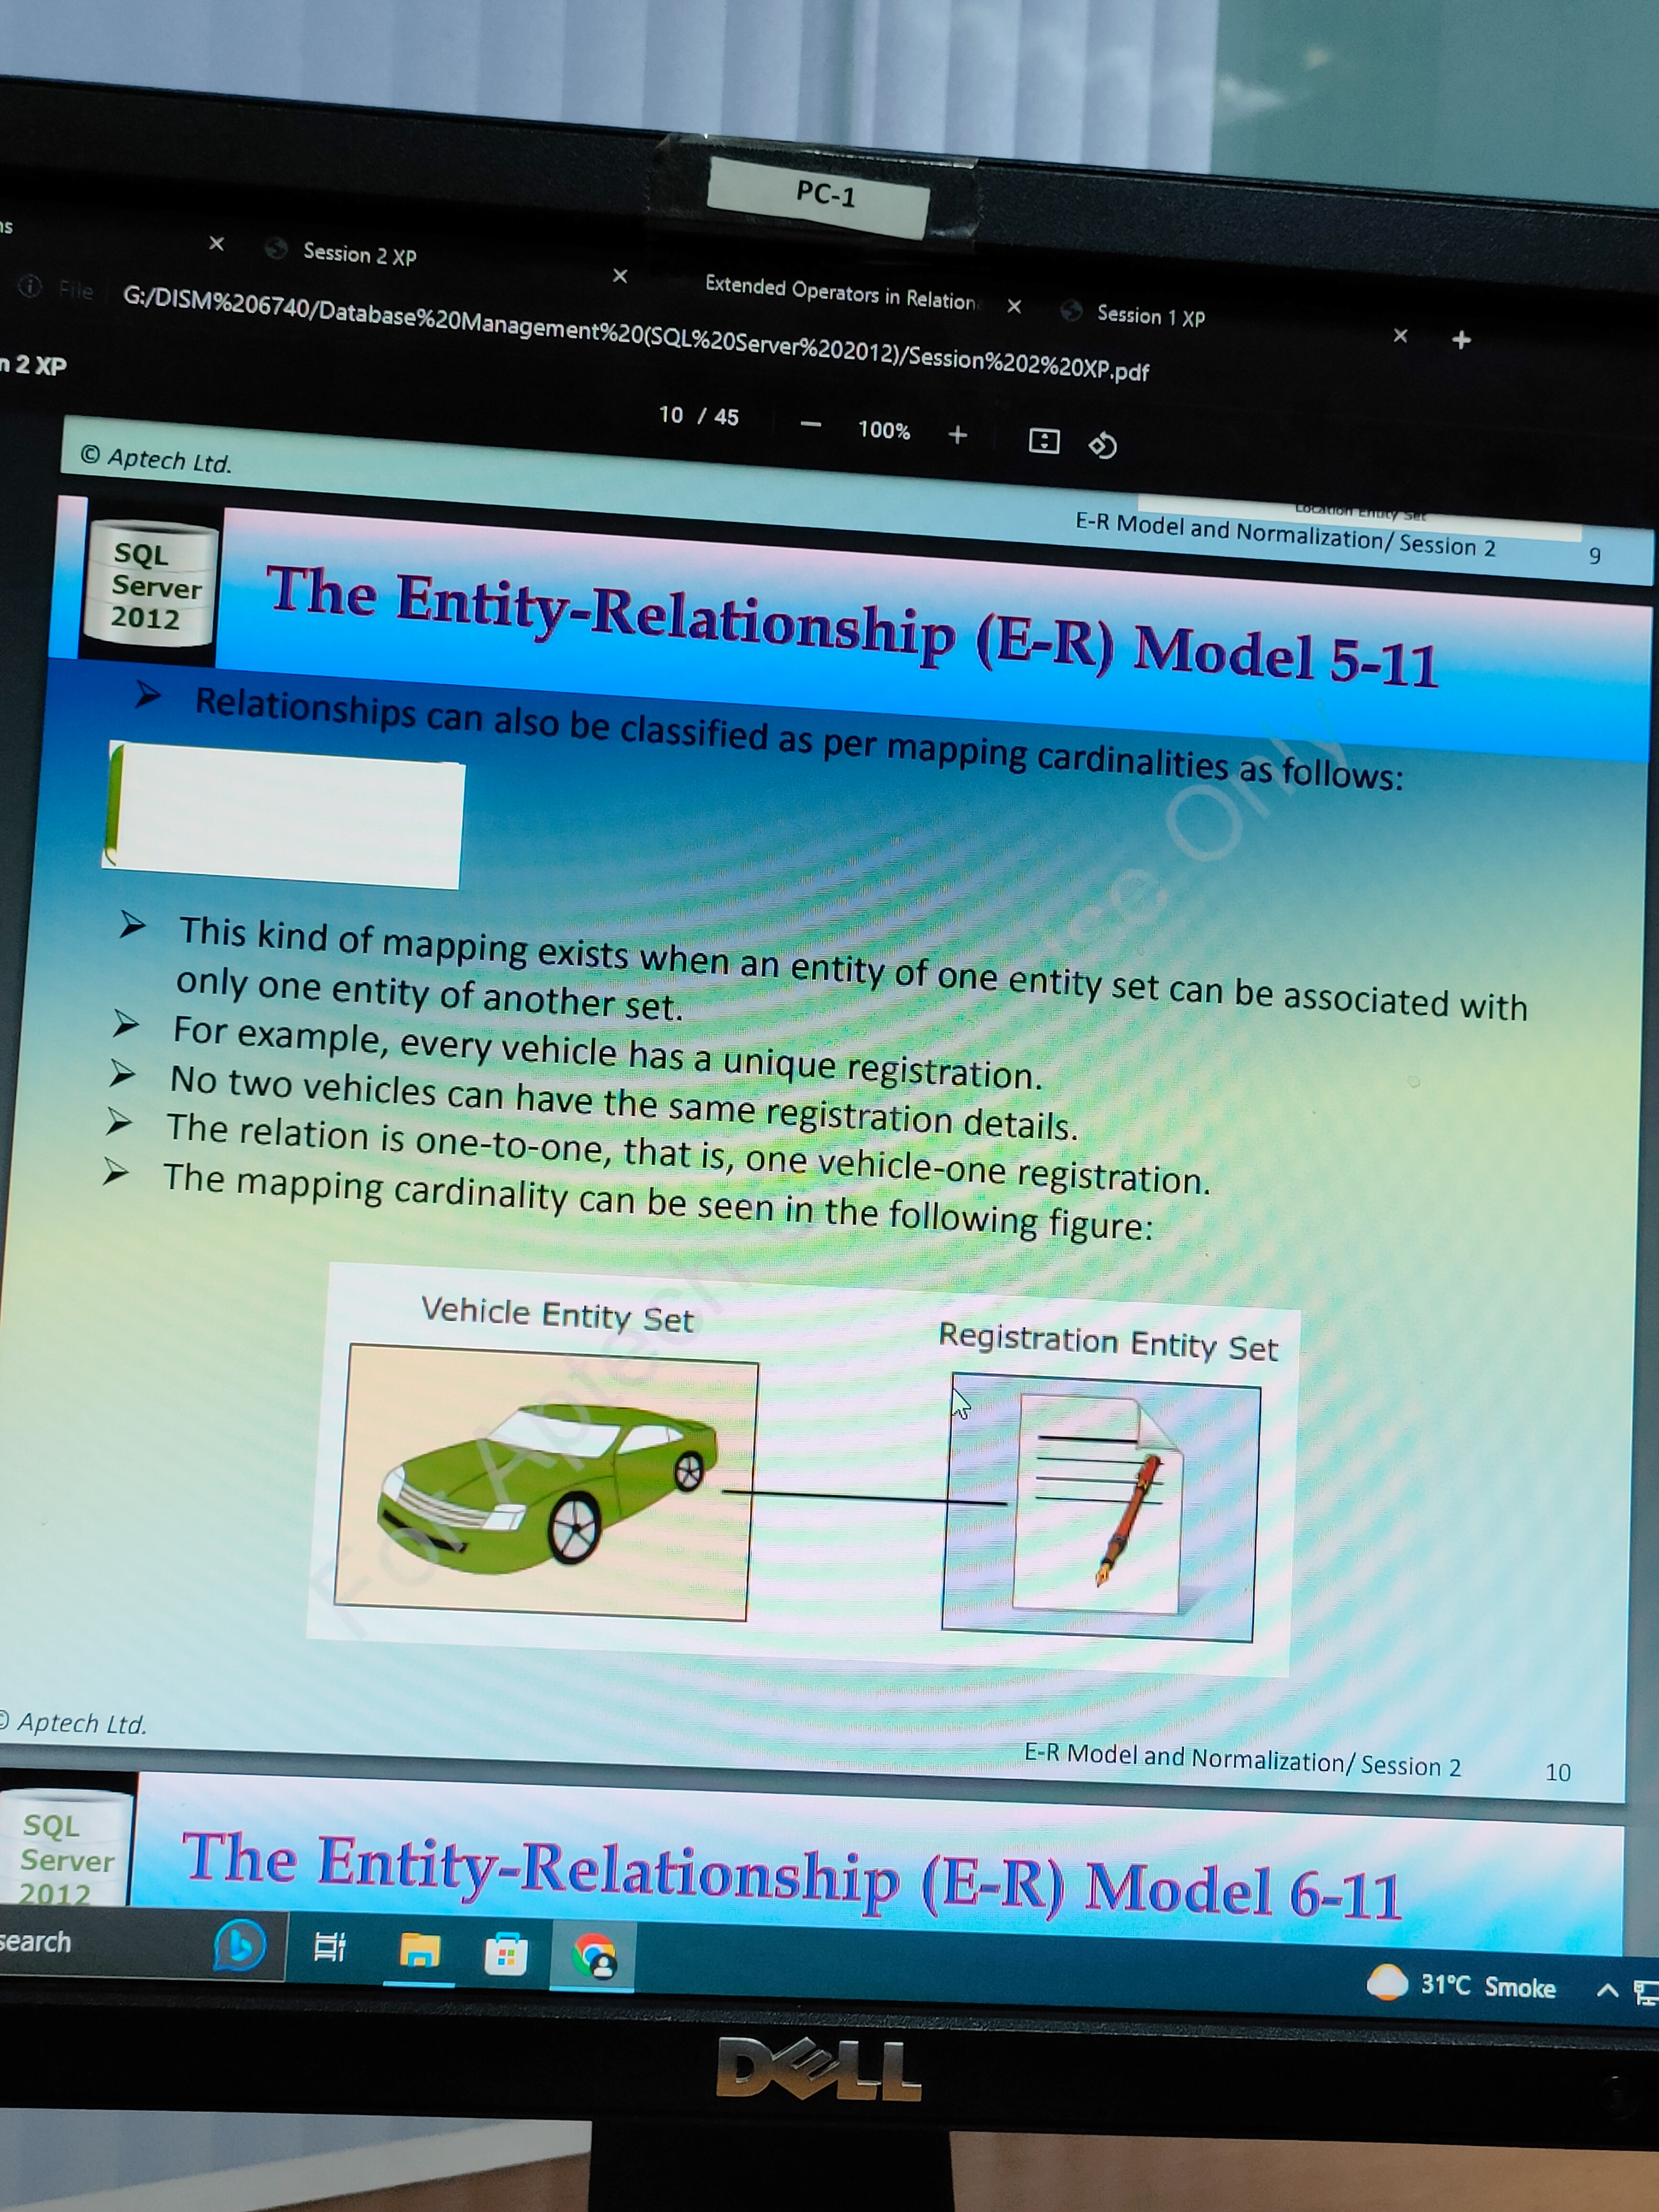 PC-1
Session 2 XP
Extended Operators in Relation
Session 1 XP
File G:/DISM%206740/Database%20Management%20(SQL%20Server%202012)/Session%202%20XP.pdf
2 XP
10 / 45
100%
© Aptech Ltd.
Location Entity Set
E-R Model and Normalization/ Session 2
9
SQL
Server
2012
The Entity-Relationship (E-R) Model 5-11
➢ Relationships can also be classified as per mapping cardinalities as follows:
➢ This kind of mapping exists when an entity of one entity set can be associated with
only one entity of another set.
➢ For example, every vehicle has a unique registration.
➢ No two vehicles can have the same registration details.
➢ The relation is one-to-one, that is, one vehicle-one registration.
➢ The mapping cardinality can be seen in the following figure:
Vehicle Entity Set
Registration Entity Set
For Aptech Use Only
© Aptech Ltd.
E-R Model and Normalization/ Session 2
10
SQL
Server
2012
The Entity-Relationship (E-R) Model 6-11
search
31°C Smoke
DELL